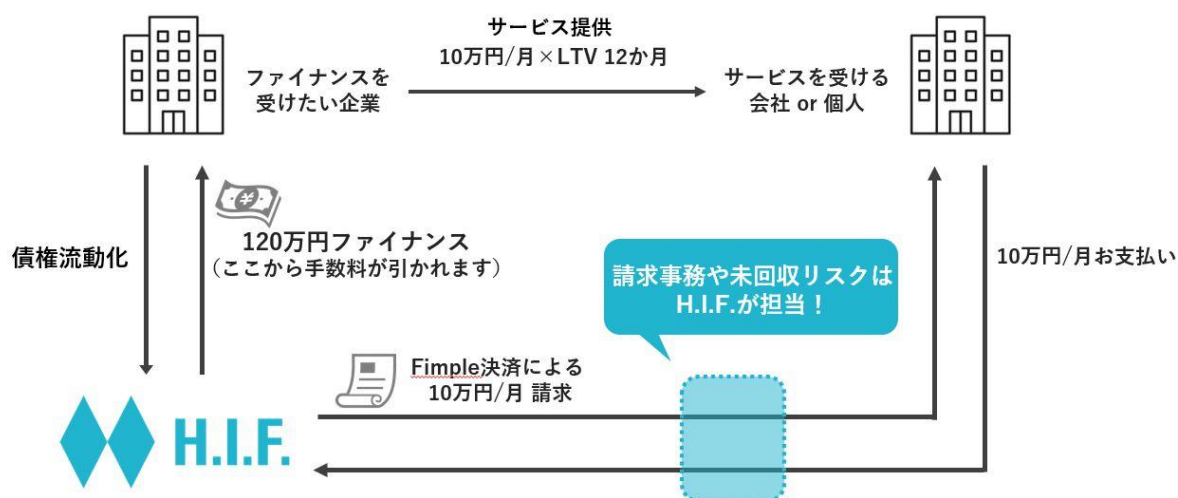 サービス提供
10万円/月×LTV 12か月
ファイナンスを
受けたい企業
サービスを受ける
会社 or 個人
債権流動化
¥
120万円ファイナンス
（ここから手数料が引かれます）
請求事務や未回収リスクは
H.I.F.が担当！
10万円/月お支払い
Fimple決済による
10万円/月 請求
H.I.F.